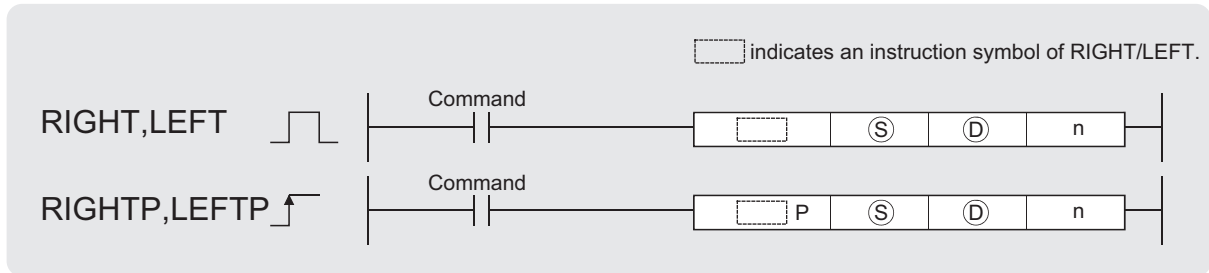 indicates an instruction symbol of RIGHT/LEFT.
Command
RIGHT,LEFT
Ⓢ Ⓓ n
Command
RIGHTP,LEFTP
P Ⓢ Ⓓ n